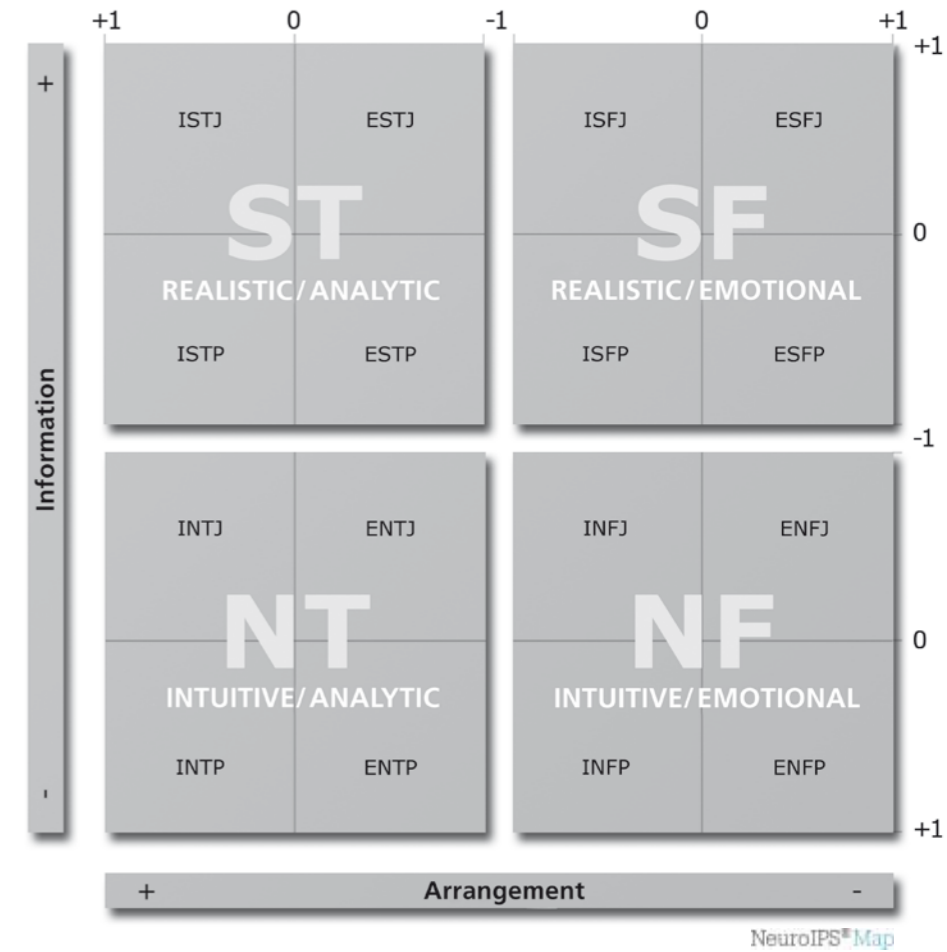 +1 0 -1 0 +1
+1
+
ISTJ ESTJ ISFJ ESFJ
ST SF
0
REALISTIC/ANALYTIC REALISTIC/EMOTIONAL
ISTP ESTP ISFP ESFP
Information
-1
INTJ ENTJ INFJ ENFJ
NT NF
0
INTUITIVE/ANALYTIC INTUITIVE/EMOTIONAL
INTP ENTP INFP ENFP
-
+1
+ Arrangement -
NeuroIPS® Map